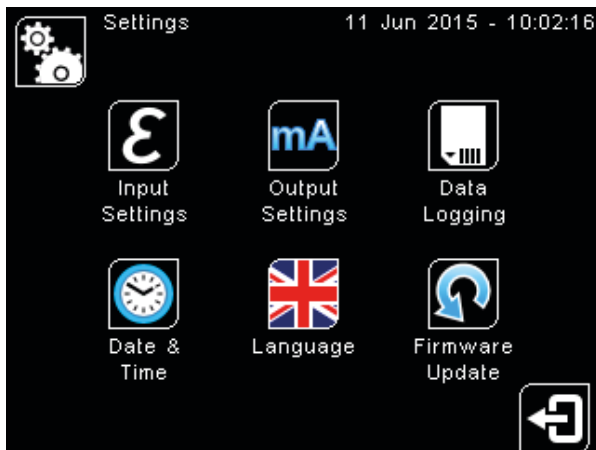 Settings
11 Jun 2015 - 10:02:16
ε
mA
Input
Settings
Output
Settings
Data
Logging
Date &
Time
Language
Firmware
Update